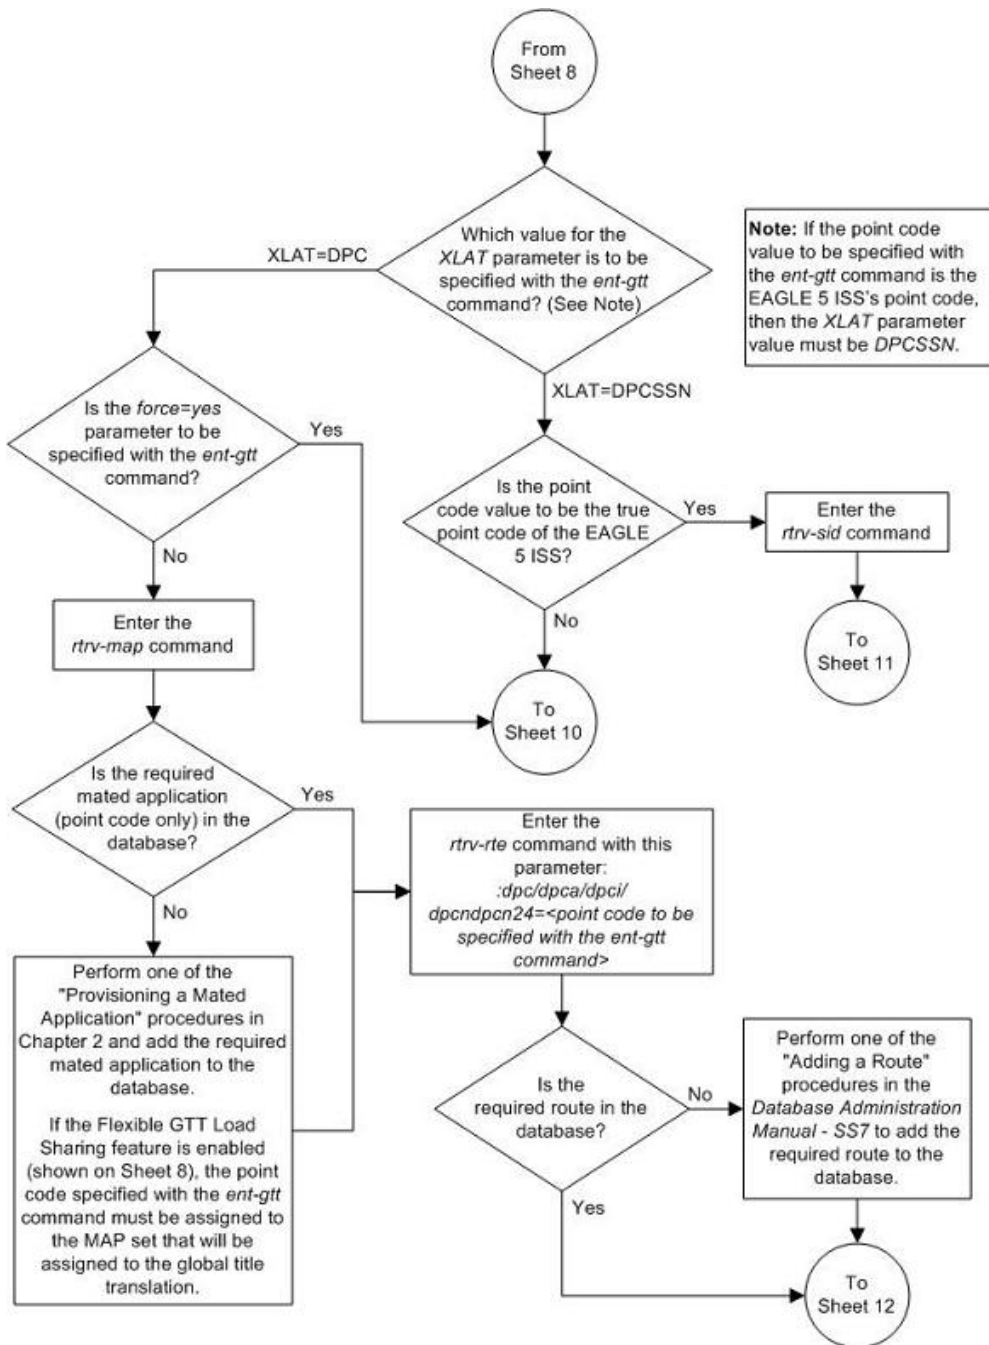 From
Sheet 8
Which value for the
XLAT parameter is to be
specified with the ent-gtt
command? (See Note)
XLAT=DPC
Note: If the point code
value to be specified with
the ent-gtt command is the
EAGLE 5 ISS's point code,
then the XLAT parameter
value must be DPCSSN.
XLAT=DPCSSN
Is the force=yes
parameter to be
specified with the ent-gtt
command?
Yes
No
Is the point
code value to be the true
point code of the EAGLE
5 ISS?
Yes
Enter the
rtrv-sid command
No
To
Sheet 11
Enter the
rtrv-map command
To
Sheet 10
Is the required
mated application
(point code only) in the
database?
Yes
No
Enter the
rtrv-rte command with this
parameter:
:dpc/dpca/dpci/
dpcndpcn24=<point code to be
specified with the ent-gtt
command>
Perform one of the
"Provisioning a Mated
Application" procedures in
Chapter 2 and add the required
mated application to the
database.
If the Flexible GTT Load
Sharing feature is enabled
(shown on Sheet 8), the point
code specified with the ent-gtt
command must be assigned to
the MAP set that will be
assigned to the global title
translation.
Is the
required route in the
database?
No
Yes
Perform one of the
"Adding a Route"
procedures in the
Database Administration
Manual - SS7 to add the
required route to the
database.
To
Sheet 12